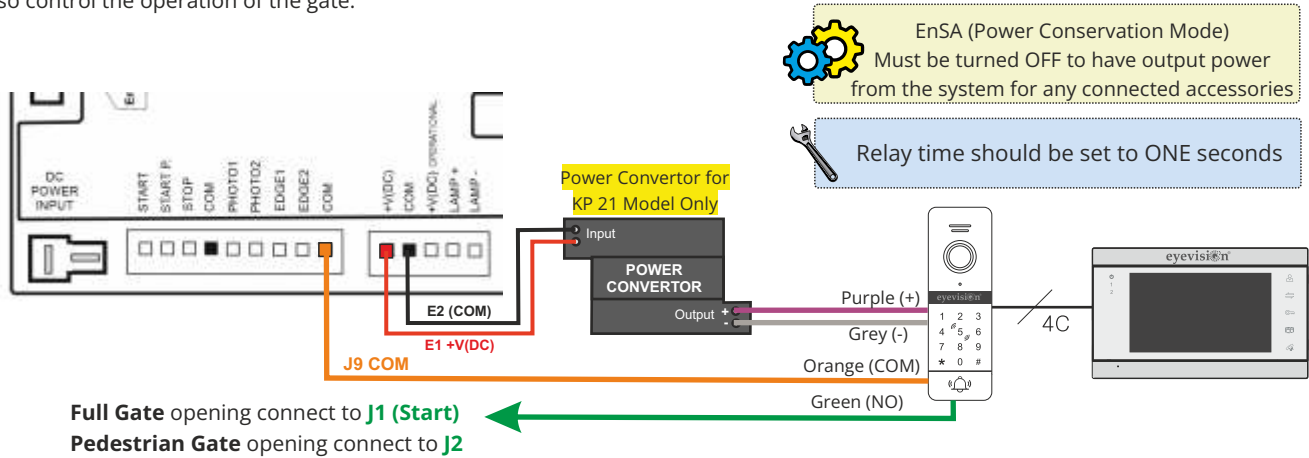 so control the operation of the gate.
EnSA (Power Conservation Mode)
Must be turned OFF to have output power
from the system for any connected accessories
Relay time should be set to ONE seconds
DC
POWER
INPUT
START
START P.
STOP
COM
PHOTO1
PHOTO2
EDGE1
EDGE2
COM
+V(DC)
COM
+V(DC) OPERATIONAL
LAMP +
LAMP -
Power Convertor for
KP 21 Model Only
Input
POWER
CONVERTOR
Output + -
E2 (COM)
E1 +V(DC)
J9 COM
Purple (+)
Grey (-)
Orange (COM)
Green (NO)
eyevision
1 2 3
4 5 6
7 8 9
* 0 #
4C
eyevision®
1
2
Full Gate opening connect to J1 (Start)
Pedestrian Gate opening connect to J2